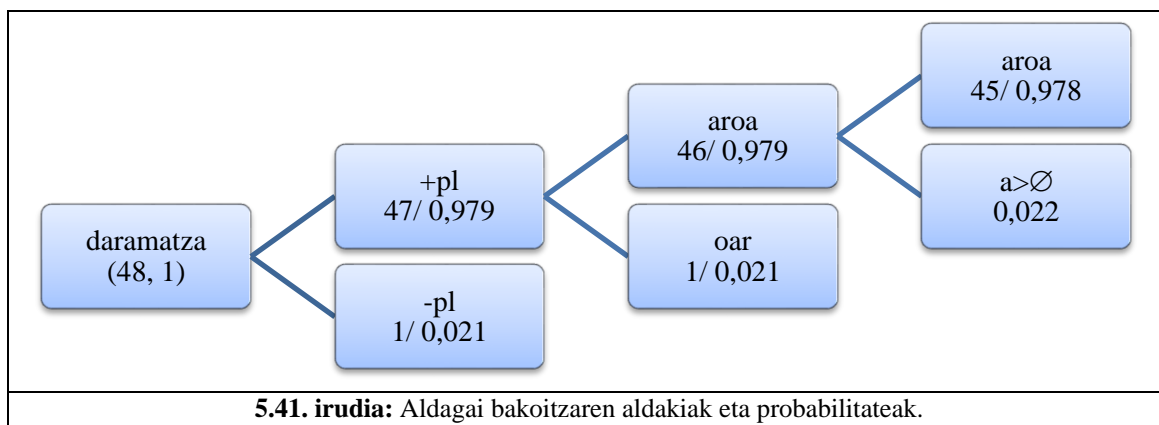 daramatza
(48, 1)
+pl
47/ 0,979
-pl
1/ 0,021
aroa
46/ 0,979
oar
1/ 0,021
aroa
45/ 0,978
a>∅
0,022
5.41. irudia: Aldagai bakoitzaren aldakiak eta probabilitateak.